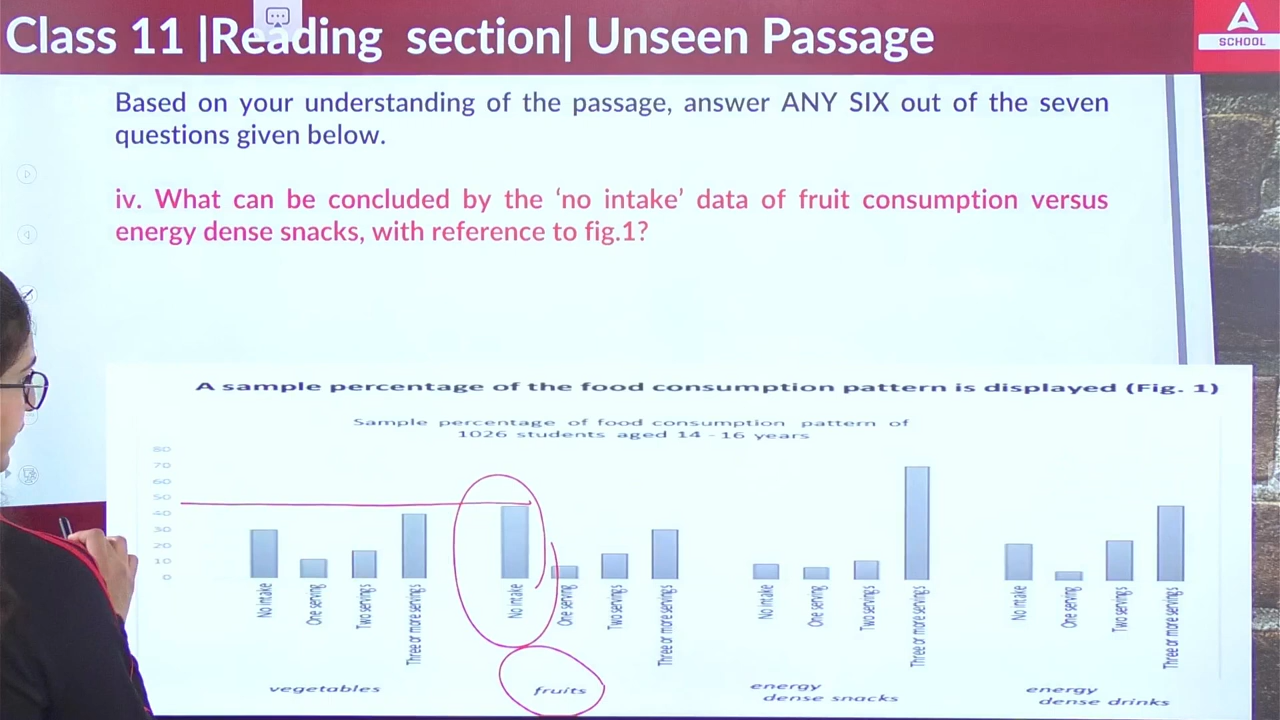 Class 11 |Reading section| Unseen Passage
SCHOOL
Based on your understanding of the passage, answer ANY SIX out of the seven
questions given below.
iv. What can be concluded by the ‘no intake’ data of fruit consumption versus
energy dense snacks, with reference to fig.1?
A sample percentage of the food consumption pattern is displayed (Fig. 1)
Sample percentage of food consumption pattern of
1026 students aged 14 - 16 years
80
70
60
50
40
30
20
10
0
No intake
One serving
Two servings
Three or more servings
No intake
One serving
Two servings
Three or more servings
No intake
One serving
Two servings
Three or more servings
No intake
One serving
Two servings
Three or more servings
vegetables
fruits
energy
dense snacks
energy
dense drinks